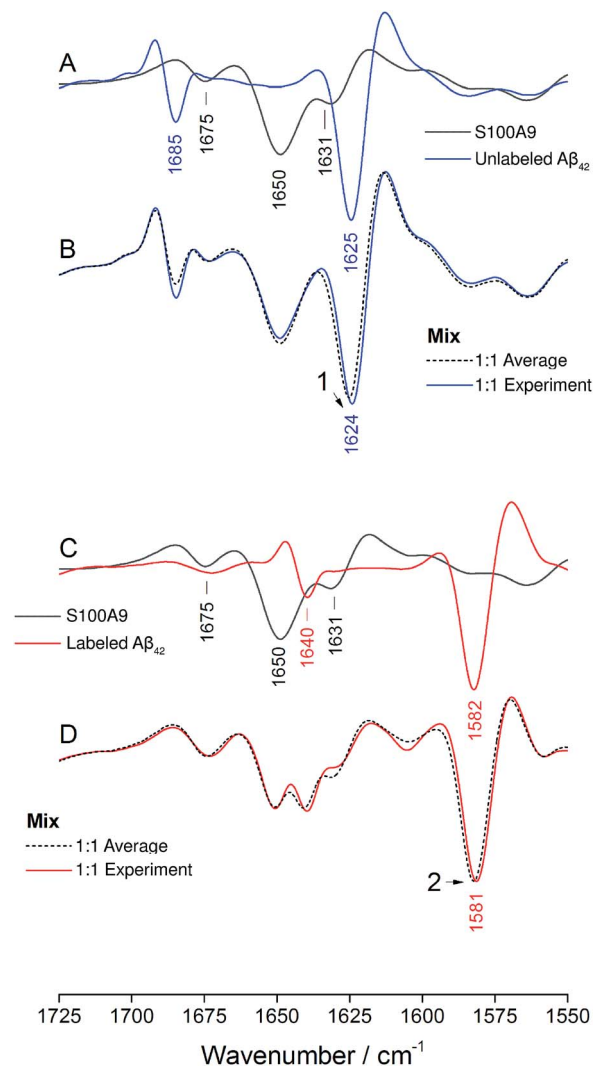 A
1685
1675
1650
1631
1625
S100A9
Unlabeled Aβ₄₂
B
Mix
1:1 Average
1:1 Experiment
1
1624
C
S100A9
Labeled Aβ₄₂
1675
1650
1640
1631
1582
D
Mix
1:1 Average
1:1 Experiment
2
1581
1725 1700 1675 1650 1625 1600 1575 1550
Wavenumber / cm⁻¹